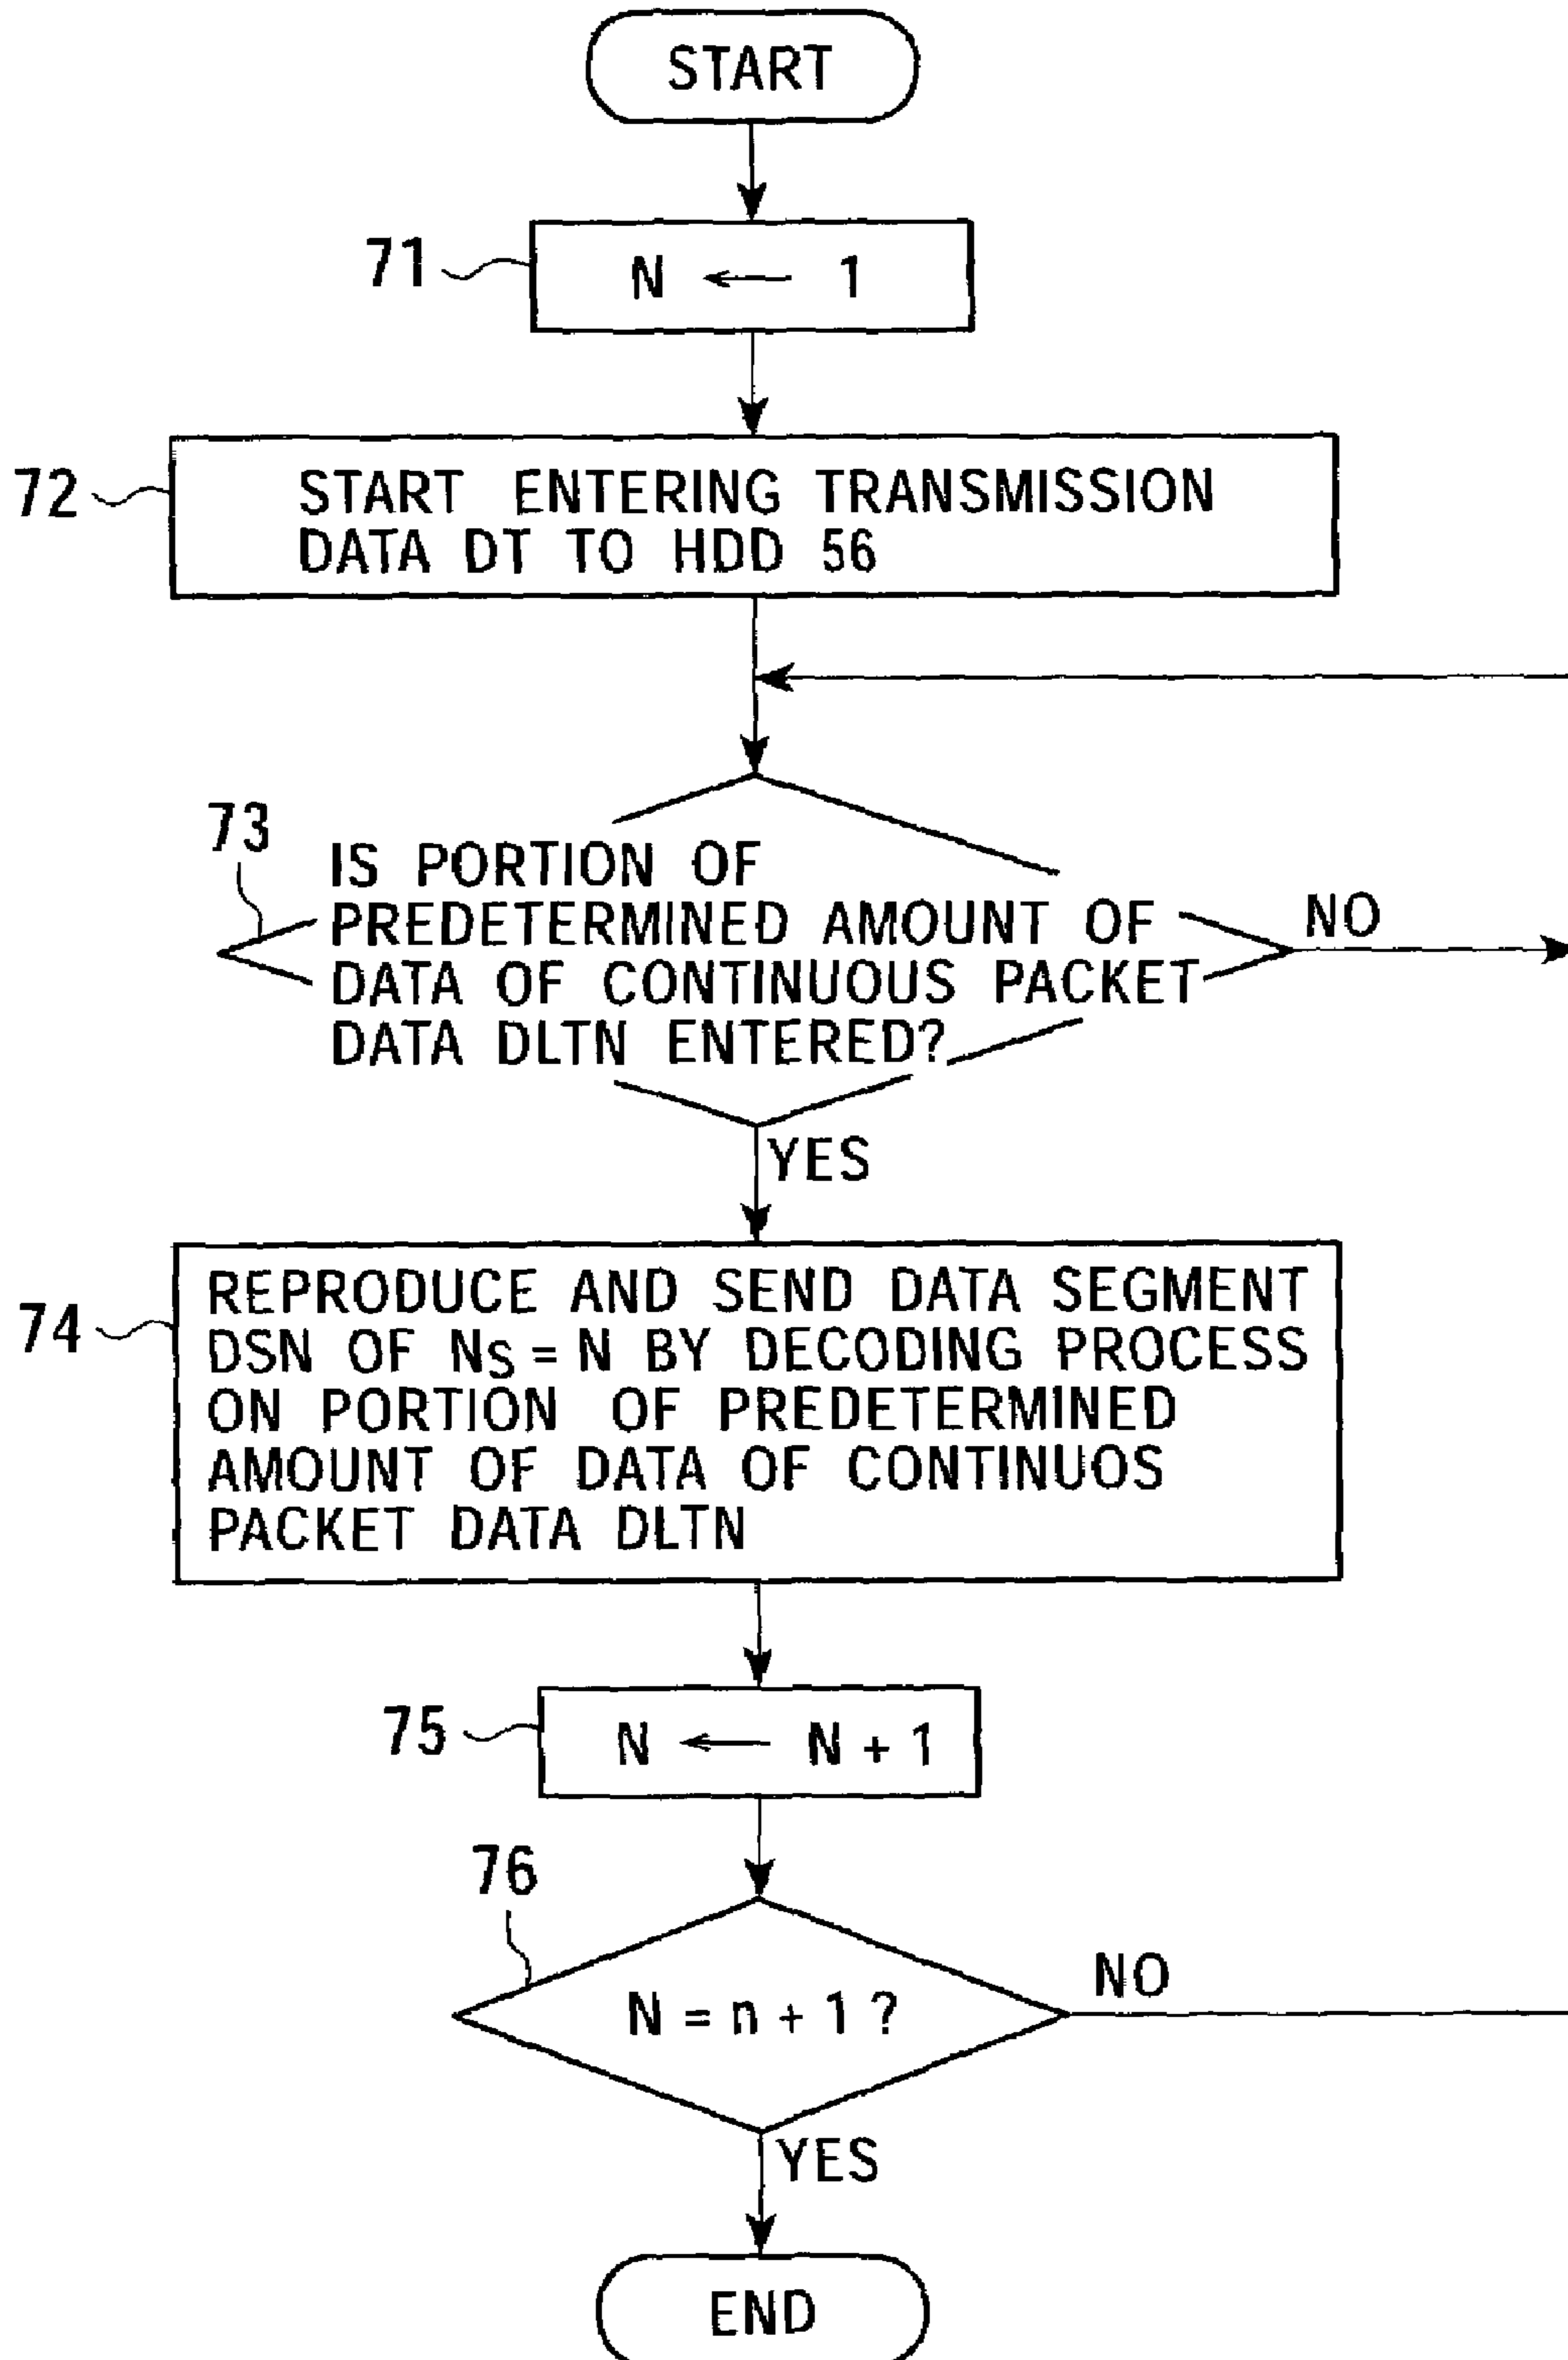 START
71
N ← 1
72
START ENTERING TRANSMISSION
DATA DT TO HDD 56
73
IS PORTION OF
PREDETERMINED AMOUNT OF
DATA OF CONTINUOUS PACKET
DATA DLTN ENTERED?
NO
YES
74
REPRODUCE AND SEND DATA SEGMENT
DSN OF NS = N BY DECODING PROCESS
ON PORTION OF PREDETERMINED
AMOUNT OF DATA OF CONTINUOS
PACKET DATA DLTN
75
N ← N + 1
76
N = n + 1 ?
NO
YES
END